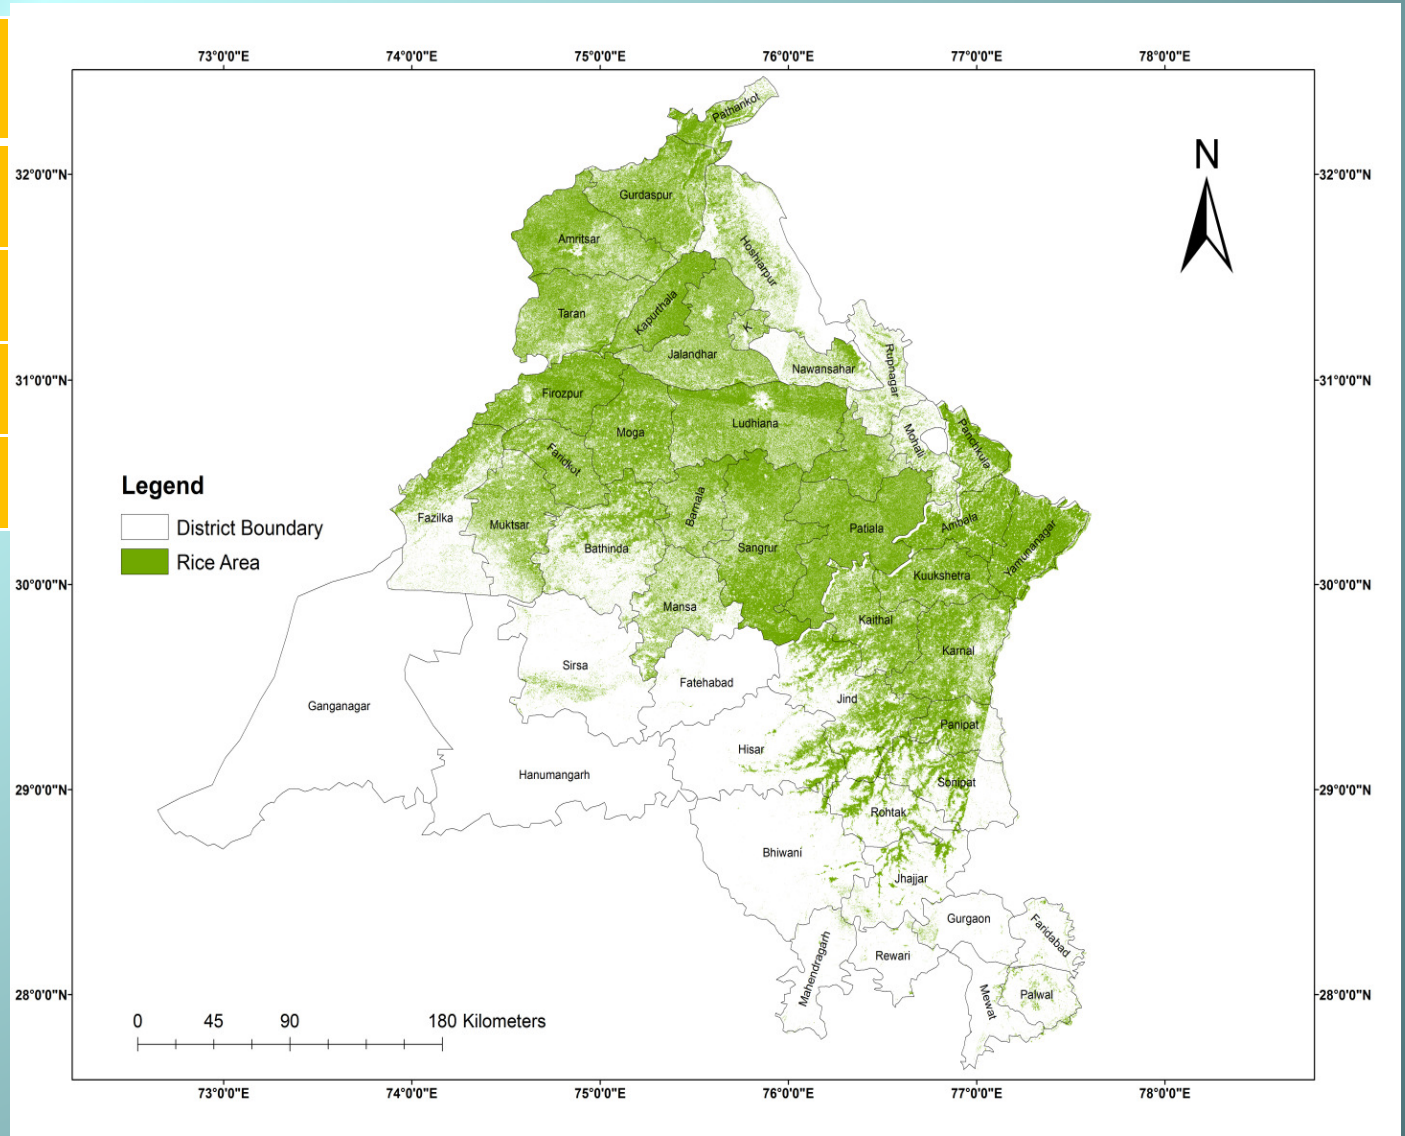 73°0'0"E 74°0'0"E 75°0'0"E 76°0'0"E 77°0'0"E 78°0'0"E
N
32°0'0"N 32°0'0"N
31°0'0"N 31°0'0"N
30°0'0"N 30°0'0"N
29°0'0"N 29°0'0"N
28°0'0"N 28°0'0"N
Pathankot
Gurdaspur
Amritsar
Hoshiarpur
Taran
Kapurthala
K
Jalandhar
Nawansahar
Rupnagar
Firozpur
Ludhiana
Moga
Mohali
Panchkula
Faridkot
Legend
District Boundary
Rice Area
Fazilka
Muktsar
Barnala
Patiala
Ambala
Yamunanagar
Bathinda
Sangrur
Kuukshetra
Mansa
Kaithal
Karnal
Sirsa
Fatehabad
Jind
Ganganagar
Panipat
Hisar
Hanumangarh
Sonipat
Rohtak
Bhiwani
Jhajjar
Gurgaon
Faridabad
Mahendragarh
Rewari
Mewat
Palwal
0 45 90 180 Kilometers
73°0'0"E 74°0'0"E 75°0'0"E 76°0'0"E 77°0'0"E 78°0'0"E